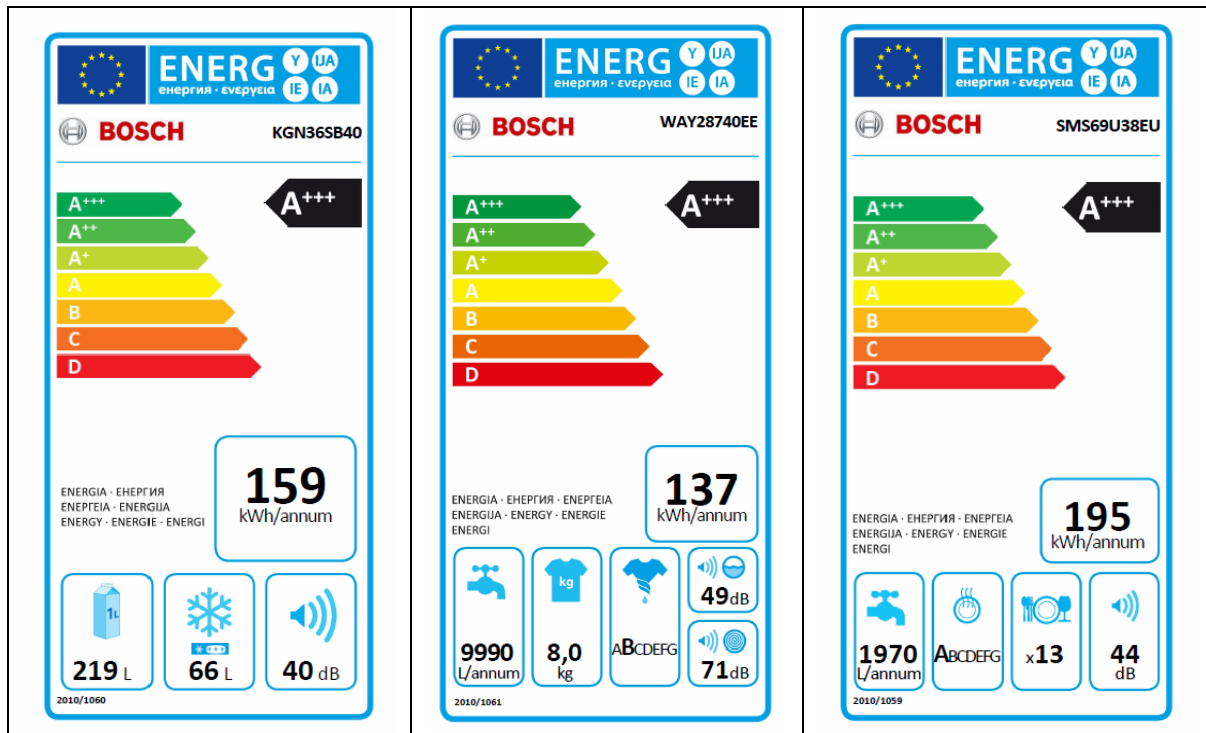 ENERG Y IJA
енергия · ενεργεια IE IA
BOSCH KGN36SB40
A+++
A+++
A++
A+
A
B
C
D
159
kWh/annum
ENERGIA · ЕНЕРГИЯ
ΕΝΕΡΓΕΙΑ · ENERGIJA
ENERGY · ENERGIE · ENERGI
1L
219 L
66 L
40 dB
2010/1060
ENERG Y IJA
енергия · ενεργεια IE IA
BOSCH WAY28740EE
A+++
A+++
A++
A+
A
B
C
D
137
kWh/annum
ENERGIA · ЕНЕРГИЯ · ΕΝΕΡΓΕΙΑ
ENERGIJA · ENERGY · ENERGIE
ENERGI
9990
L/annum
kg
8,0
kg
ABCDEFG
49dB
71dB
2010/1061
ENERG Y IJA
енергия · ενεργεια IE IA
BOSCH SMS69U38EU
A+++
A+++
A++
A+
A
B
C
D
195
kWh/annum
ENERGIA · ЕНЕРГИЯ · ΕΝΕΡΓΕΙΑ
ENERGIJA · ENERGY · ENERGIE
ENERGI
1970
L/annum
ABCDEFG
x13
44
dB
2010/1059